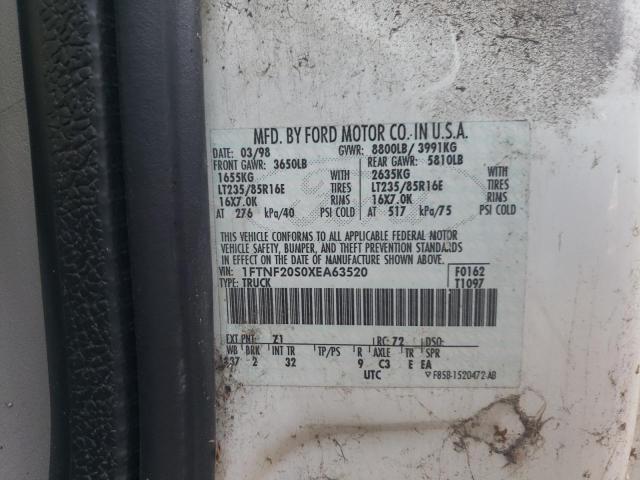 MFD. BY FORD MOTOR CO. IN U.S.A.
DATE: 03/98 GVWR: 8800LB/ 3991KG
FRONT GAWR: 3650LB REAR GAWR: 5810LB
1655KG 2635KG
LT235/85R16E TIRES LT235/85R16E TIRES
16X7.0K RIMS 16X7.0K RIMS
AT 276 kPa/40 PSI COLD AT 517 kPa/75 PSI COLD
THIS VEHICLE CONFORMS TO ALL APPLICABLE FEDERAL MOTOR
VEHICLE SAFETY, BUMPER, AND THEFT PREVENTION STANDARDS
IN EFFECT ON THE DATE OF MANUFACTURE SHOWN ABOVE.
VIN: 1FTNF20S0XEA63520 F0162
TYPE: TRUCK T1097
EXT PNT: Z1 RC: 72 DSO:
WB BRK INT TR TP/PS R AXLE TR SPR
137 2 32 9 C3 E EA
UTC ▽ F85B-1520472-AB